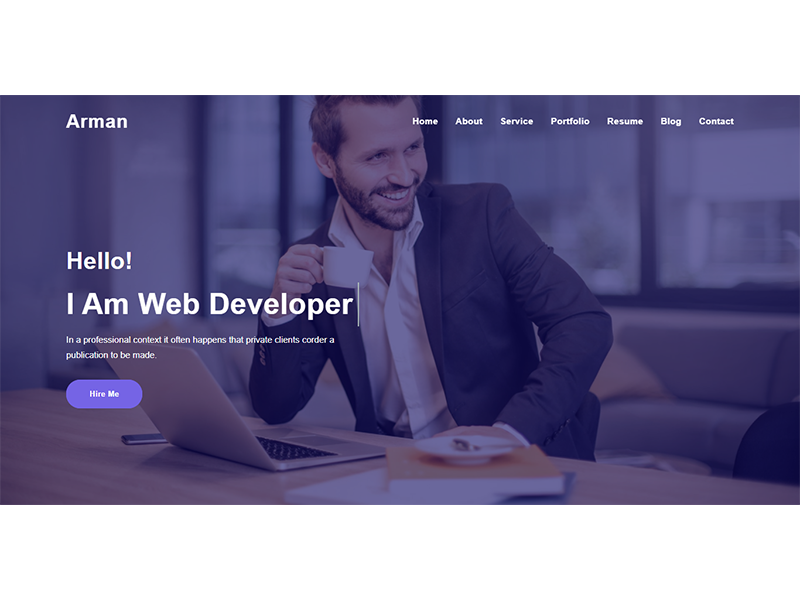 Arman
Home About Service Portfolio Resume Blog Contact
Hello!
I Am Web Developer
In a professional context it often happens that private clients corder a
publication to be made.
Hire Me